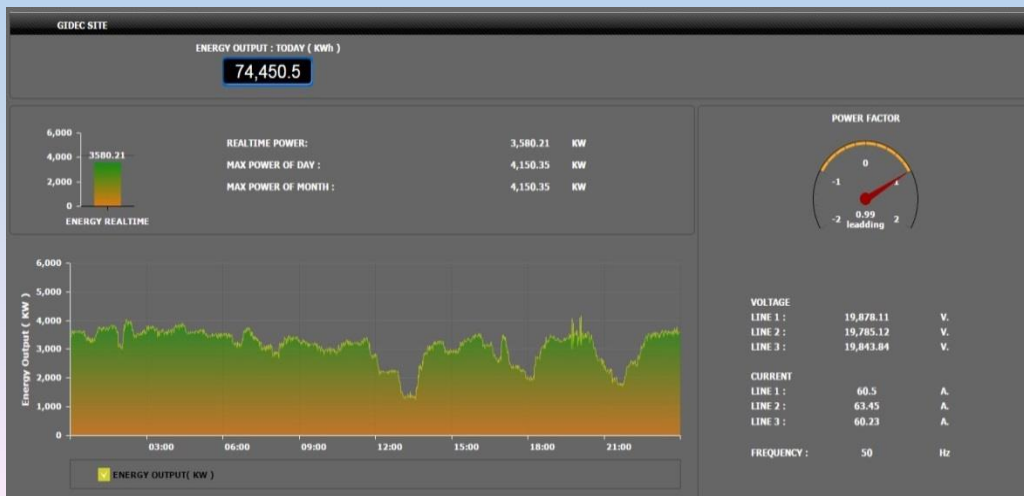 GIDEC SITE
ENERGY OUTPUT : TODAY ( KWh )
74,450.5
6,000
4,000
2,000
0
3580.21
ENERGY REALTIME
REALTIME POWER: 3,580.21 KW
MAX POWER OF DAY : 4,150.35 KW
MAX POWER OF MONTH : 4,150.35 KW
POWER FACTOR
-2 -1 0 1 2
0.99
leadding
Energy Output ( KW )
6,000
5,000
4,000
3,000
2,000
1,000
0
03:00 06:00 09:00 12:00 15:00 18:00 21:00
ENERGY OUTPUT( KW )
VOLTAGE
LINE 1 : 19,878.11 V.
LINE 2 : 19,785.12 V.
LINE 3 : 19,843.84 V.
CURRENT
LINE 1 : 60.5 A.
LINE 2 : 63.45 A.
LINE 3 : 60.23 A.
FREQUENCY : 50 Hz